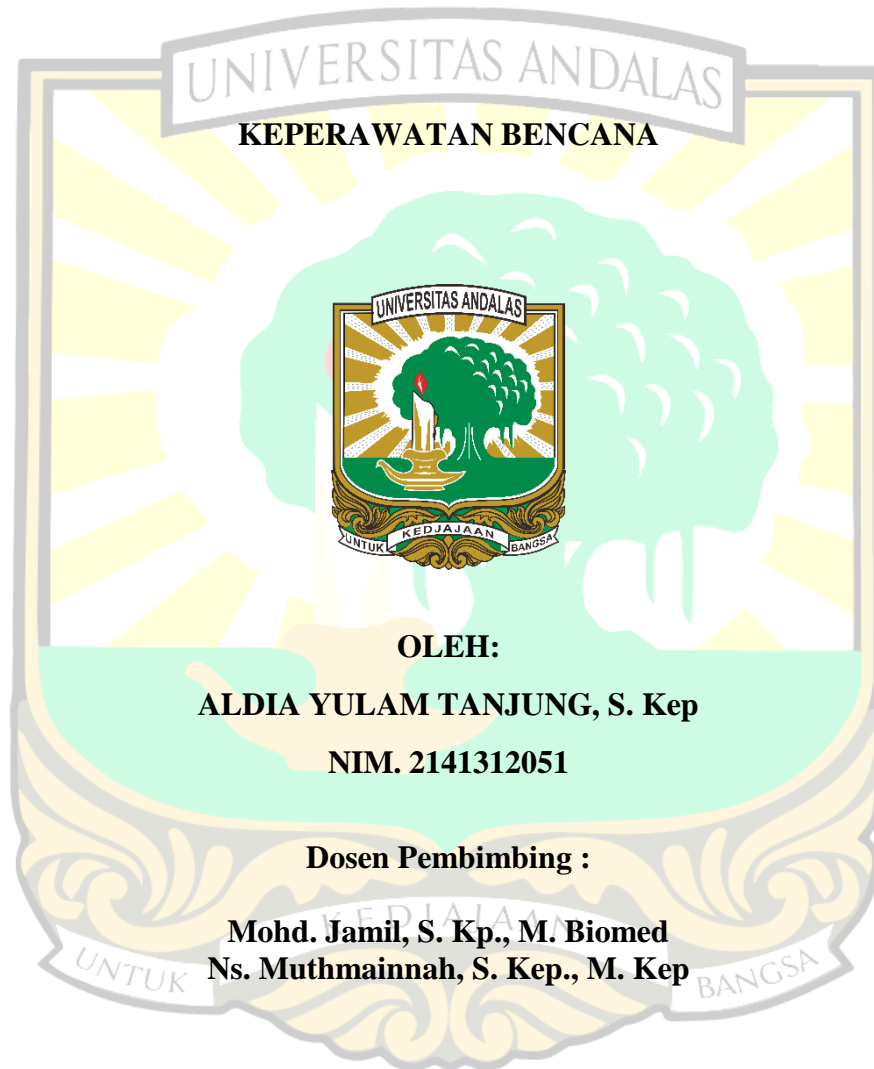 UNIVERSITAS ANDALAS
KEPERAWATAN BENCANA
UNIVERSITAS ANDALAS
UNTUK KEDJAJAAN BANGSA
OLEH:
ALDIA YULAM TANJUNG, S. Kep
NIM. 2141312051
Dosen Pembimbing :
KEDJAJAAN
Mohd. Jamil, S. Kp., M. Biomed
UNTUK
Ns. Muthmainnah, S. Kep., M. Kep
BANGSA